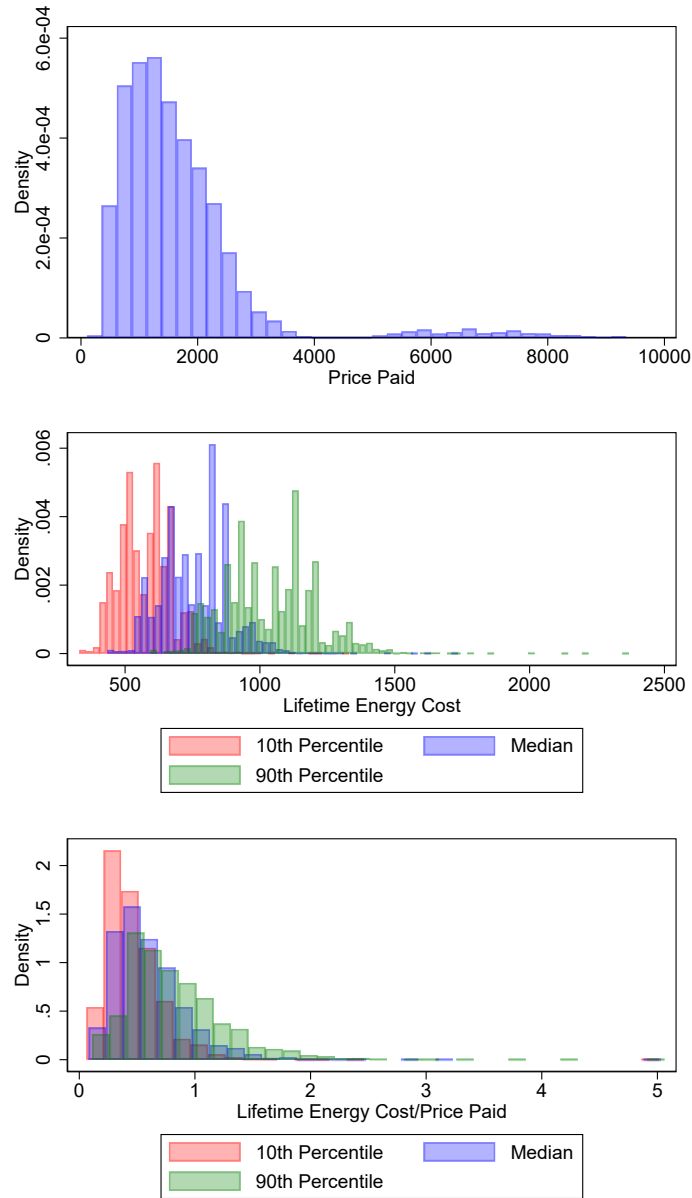 6.0e-04
4.0e-04
2.0e-04
0
Density
0 2000 4000 6000 8000 10000
Price Paid
.006
.004
.002
0
Density
500 1000 1500 2000 2500
Lifetime Energy Cost
10th Percentile Median
90th Percentile
2
1.5
1
.5
0
Density
0 1 2 3 4 5
Lifetime Energy Cost/Price Paid
10th Percentile Median
90th Percentile